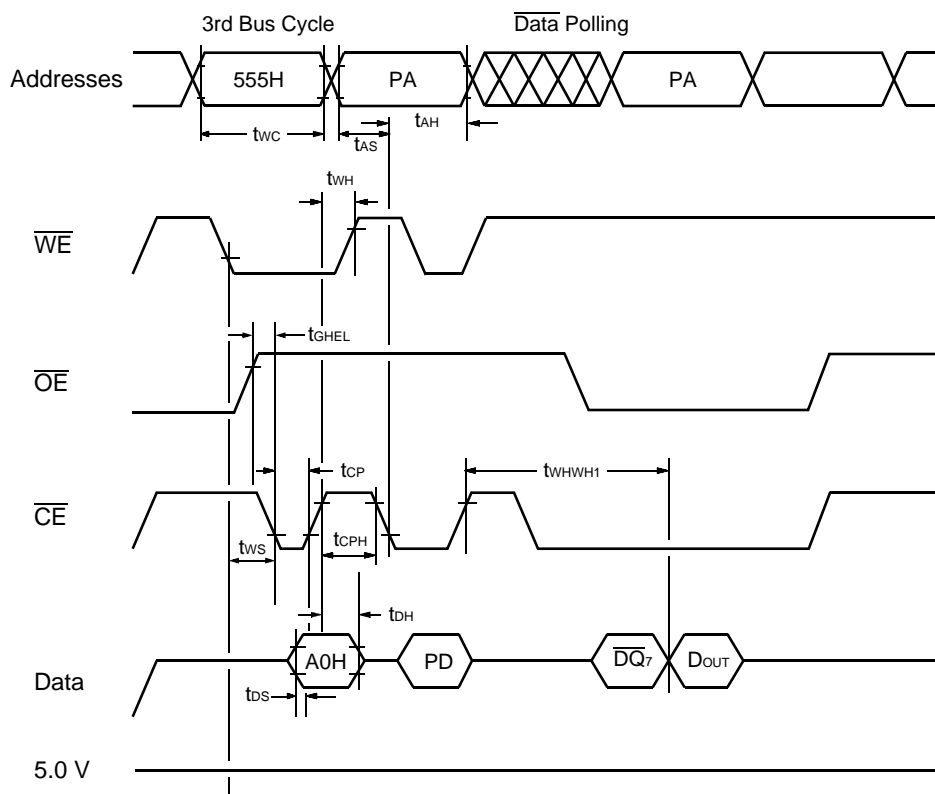 3rd Bus Cycle
Data Polling
Addresses
555H
PA
PA
tWC
tAS
tAH
tWH
WE
tGHEL
OE
tCP
tWHWH1
CE
tWS
tCPH
tDH
A0H
PD
DQ7
DOUT
Data
tDS
5.0 V